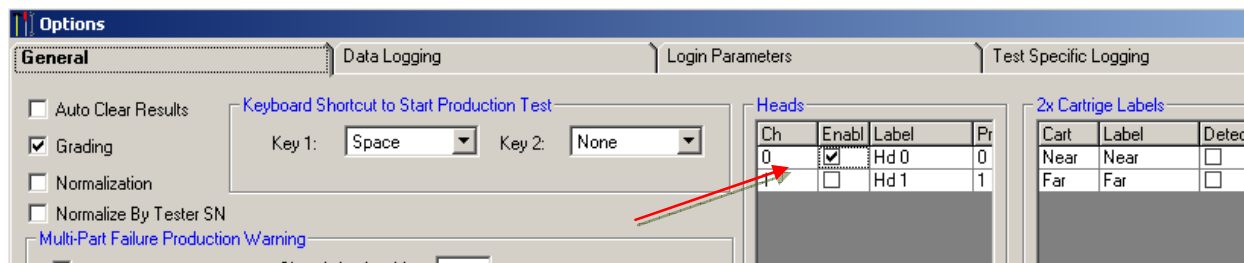 Options
General Data Logging Login Parameters Test Specific Logging
Auto Clear Results
Grading
Normalization
Normalize By Tester SN
Keyboard Shortcut to Start Production Test
Key 1: Space Key 2: None
Heads
Ch Enabl Label Pr
0 Hd 0 0
1 Hd 1 1
2x Cartrige Labels
Cart Label Detec
Near Near
Far Far
Multi-Part Failure Production Warning